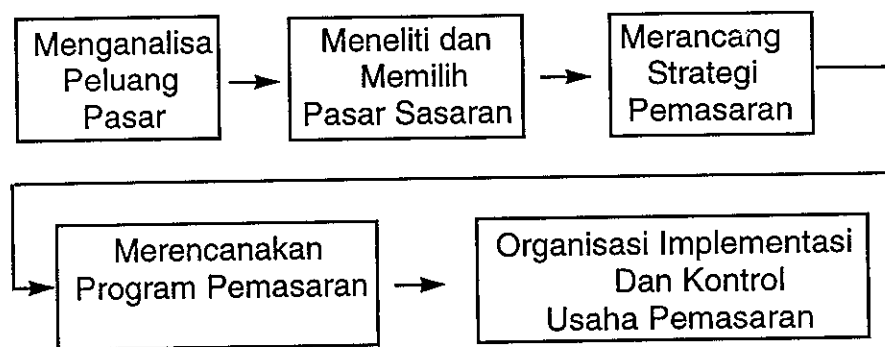 Menganalisa
Peluang
Pasar
Meneliti dan
Memilih
Pasar Sasaran
Merancang
Strategi
Pemasaran
Merencanakan
Program Pemasaran
Organisasi Implementasi
Dan Kontrol
Usaha Pemasaran